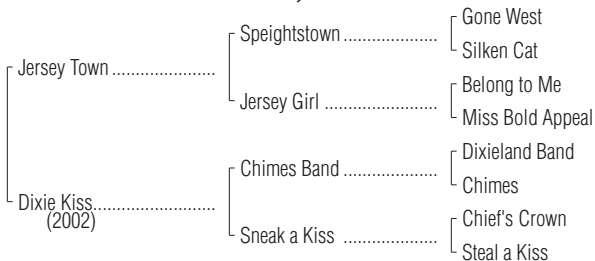 Gone West
Speightstown ....................
Silken Cat
Jersey Town ......................
Belong to Me
Jersey Girl ........................
Miss Bold Appeal
Dixieland Band
Chimes Band ....................
Chimes
Dixie Kiss.........................
(2002)
Chief's Crown
Sneak a Kiss ....................
Steal a Kiss